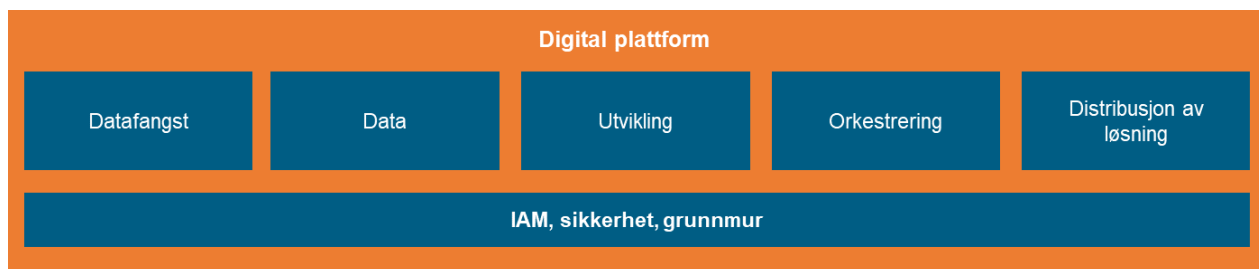 Digital plattform
Datafangst
Data
Utvikling
Orkestrering
Distribusjon av
løsning
IAM, sikkerhet, grunnmur